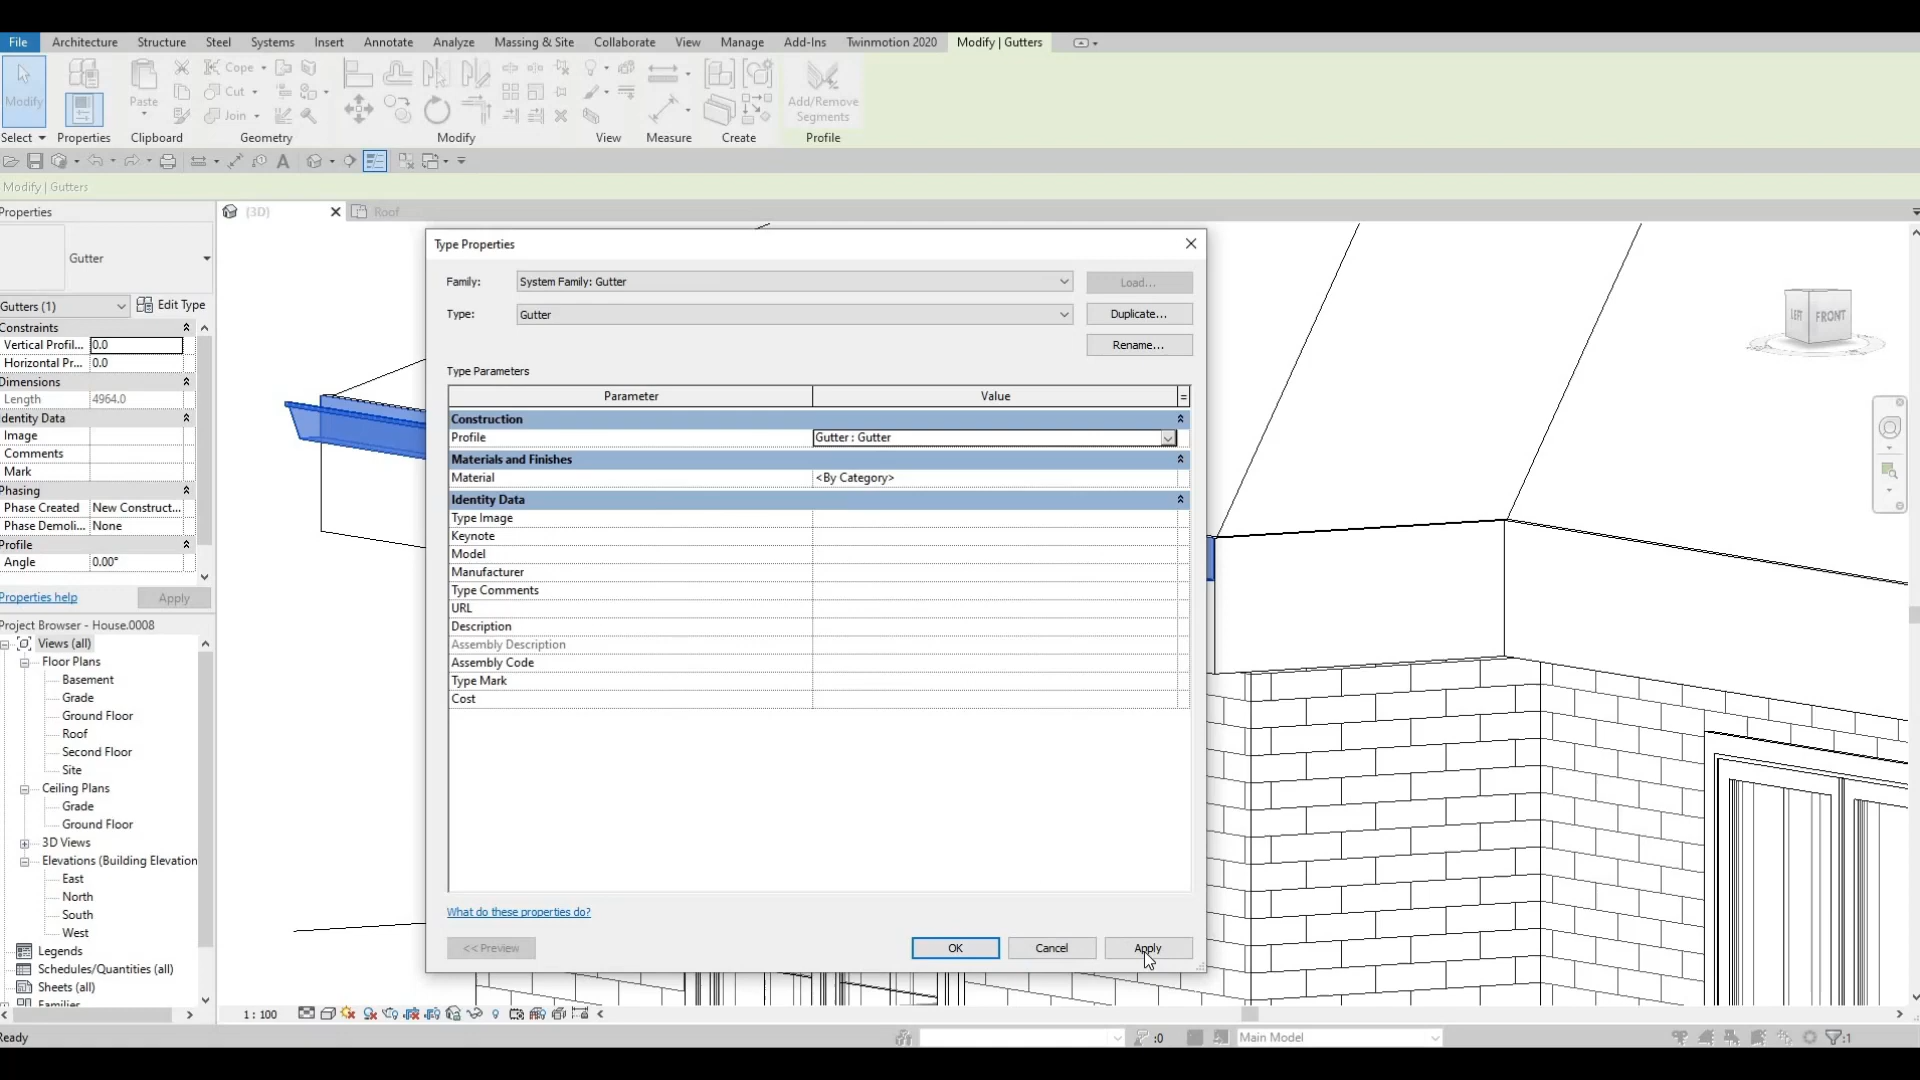 File Architecture Structure Steel Systems Insert Annotate Analyze Massing & Site Collaborate View Manage Add-Ins Twinmotion 2020 Modify | Gutters
Modify Paste Cope Cut Join Add/Remove Segments
Select Properties Clipboard Geometry Modify View Measure Create Profile
Modify | Gutters
Properties
(3D) Roof
Gutter
Gutters (1) Edit Type
Constraints
Vertical Profil... 0.0
Horizontal Pr... 0.0
Dimensions
Length 4964.0
Identity Data
Image
Comments
Mark
Phasing
Phase Created New Construct...
Phase Demoli... None
Profile
Angle 0.00°
Properties help Apply
Project Browser - House.0008
Views (all)
Floor Plans
Basement
Grade
Ground Floor
Roof
Second Floor
Site
Ceiling Plans
Grade
Ground Floor
3D Views
Elevations (Building Elevation
East
North
South
West
Legends
Schedules/Quantities (all)
Sheets (all)
Families
Type Properties
Family: System Family: Gutter Load...
Type: Gutter Duplicate...
Rename...
Type Parameters
Parameter Value =
Construction
Profile Gutter : Gutter
Materials and Finishes
Material <By Category>
Identity Data
Type Image
Keynote
Model
Manufacturer
Type Comments
URL
Description
Assembly Description
Assembly Code
Type Mark
Cost
What do these properties do?
<< Preview OK Cancel Apply
LEFT FRONT
1 : 100
Ready :0 Main Model :1